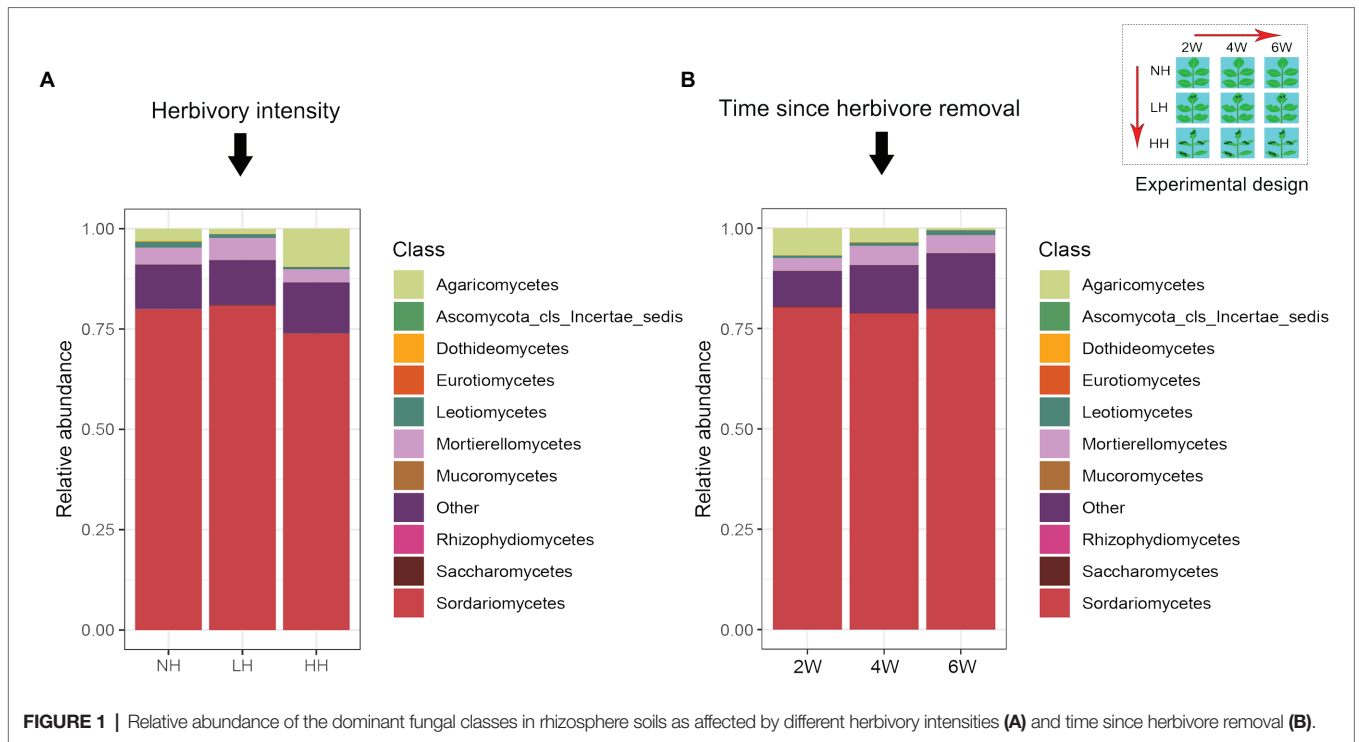 A
Herbivory intensity
1.00
0.75
0.50
0.25
0.00
Relative abundance
NH
LH
HH
Class
Agaricomycetes
Ascomycota_cls_Incertae_sedis
Dothideomycetes
Eurotiomycetes
Leotiomycetes
Mortierellomycetes
Mucoromycetes
Other
Rhizophydiomycetes
Saccharomycetes
Sordariomycetes
B
Time since herbivore removal
1.00
0.75
0.50
0.25
0.00
Relative abundance
2W
4W
6W
Class
Agaricomycetes
Ascomycota_cls_Incertae_sedis
Dothideomycetes
Eurotiomycetes
Leotiomycetes
Mortierellomycetes
Mucoromycetes
Other
Rhizophydiomycetes
Saccharomycetes
Sordariomycetes
2W 4W 6W
NH
LH
HH
Experimental design
FIGURE 1 | Relative abundance of the dominant fungal classes in rhizosphere soils as affected by different herbivory intensities (A) and time since herbivore removal (B).